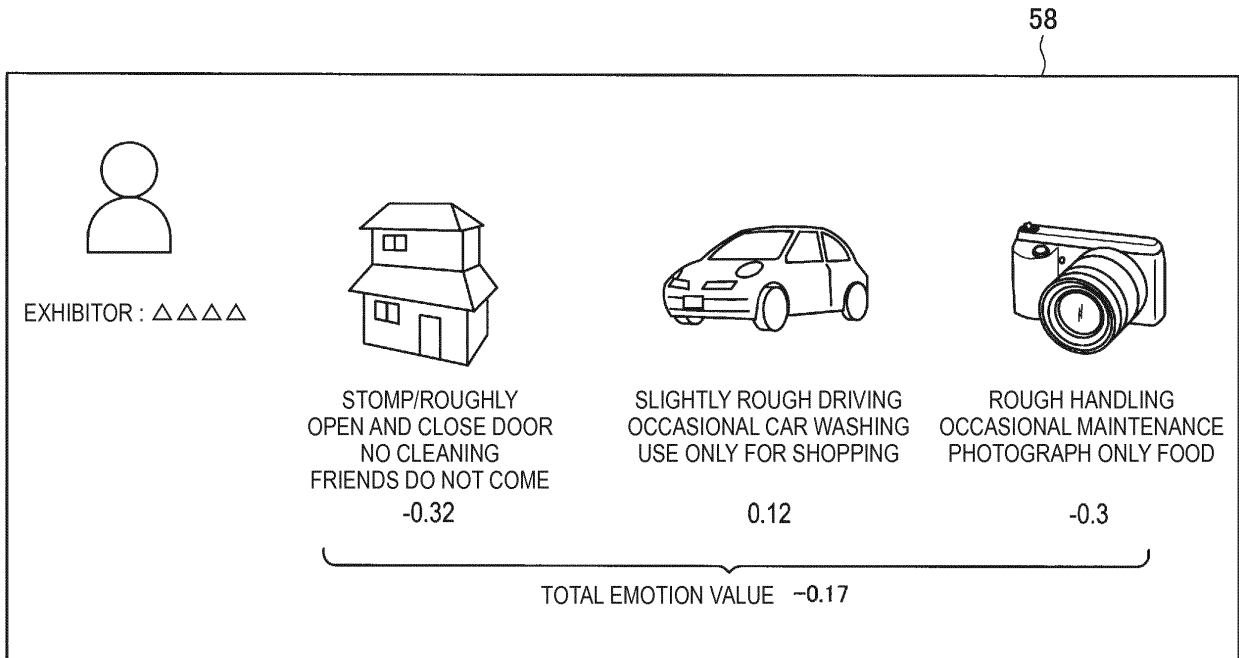 58
EXHIBITOR : △△△△
STOMP/ROUGHLY
OPEN AND CLOSE DOOR
NO CLEANING
FRIENDS DO NOT COME
-0.32
SLIGHTLY ROUGH DRIVING
OCCASIONAL CAR WASHING
USE ONLY FOR SHOPPING
0.12
ROUGH HANDLING
OCCASIONAL MAINTENANCE
PHOTOGRAPH ONLY FOOD
-0.3
TOTAL EMOTION VALUE -0.17